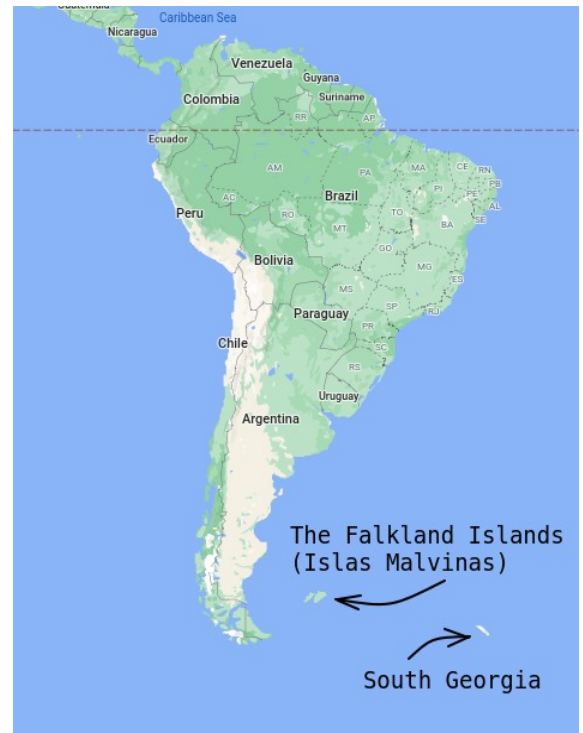 Caribbean Sea
Nicaragua
Venezuela
Guyana
Suriname
Colombia
RR
AP
Ecuador
AM
PA
MA
CE
RN
PB
PI
PE
AL
SE
AC
Brazil
TO
BA
Peru
RO
MT
GO
Bolivia
MG
ES
MS
SP
RJ
Paraguay
PR
SC
Chile
RS
Uruguay
Argentina
The Falkland Islands
(Islas Malvinas)
South Georgia